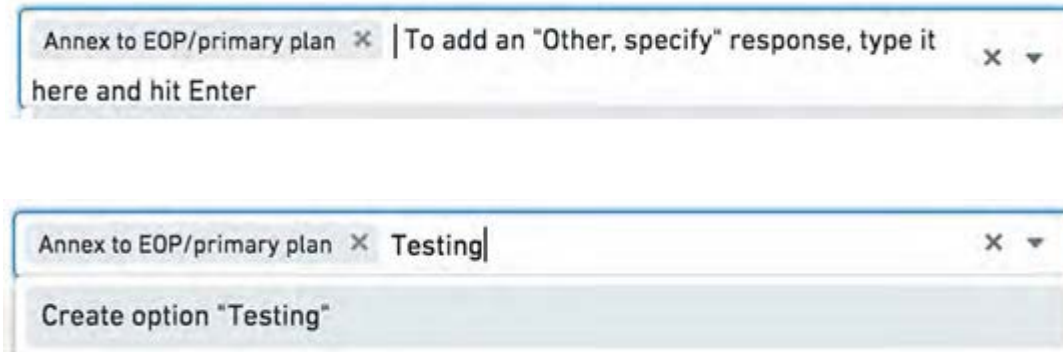 Annex to EOP/primary plan × To add an "Other, specify" response, type it
here and hit Enter
Annex to EOP/primary plan × Testing
Create option "Testing"